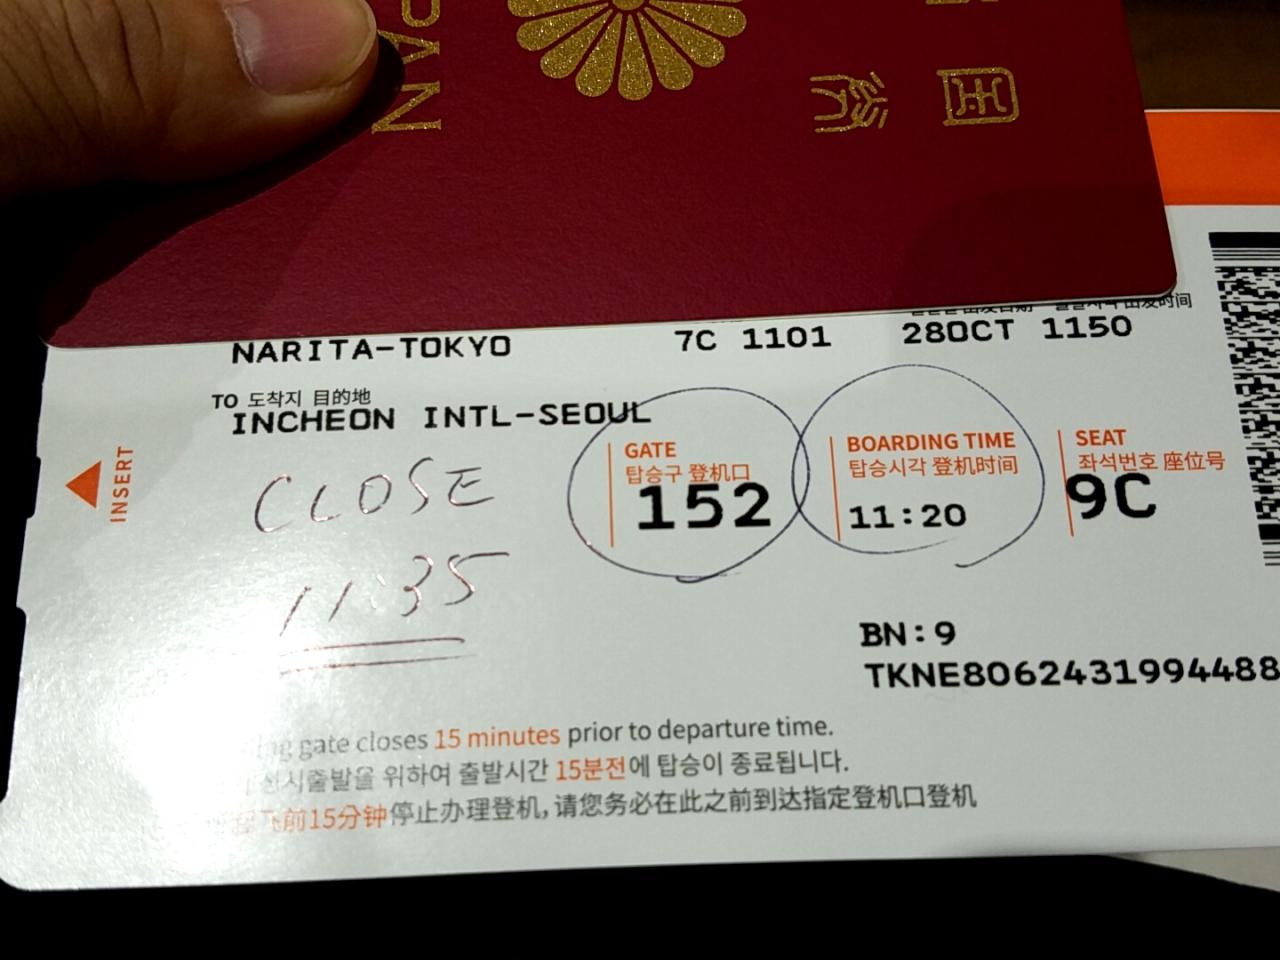 PAN
NARITA-TOKYO 7C 1101 28OCT 1150
TO 도착지 目的地
INCHEON INTL-SEOUL
INSERT
CLOSE
11:35
GATE
탑승구 登机口
152
BOARDING TIME
탑승시각 登机时间
11:20
SEAT
좌석번호 座位号
9C
BN:9
TKNE8062431994488
gate closes 15 minutes prior to departure time.
위하여 출발시간 15분전에 탑승이 종료됩니다.
前15分钟停止办理登机, 请您务必在此之前到达指定登机口登机